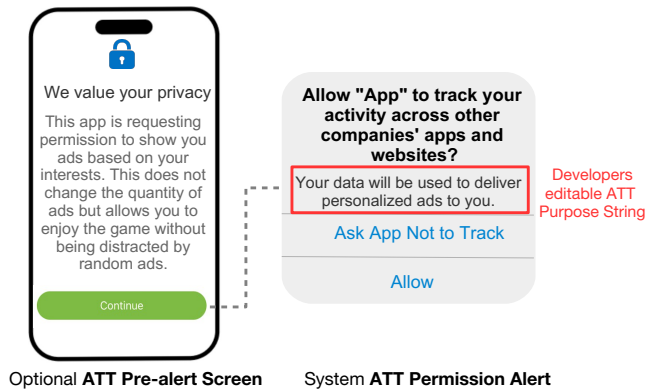 We value your privacy
This app is requesting
permission to show you
ads based on your
interests. This does not
change the quantity of
ads but allows you to
enjoy the game without
being distracted by
random ads.
Continue
Optional ATT Pre-alert Screen
Allow "App" to track your
activity across other
companies' apps and
websites?
Your data will be used to deliver
personalized ads to you.
Ask App Not to Track
Allow
Developers
editable ATT
Purpose String
System ATT Permission Alert